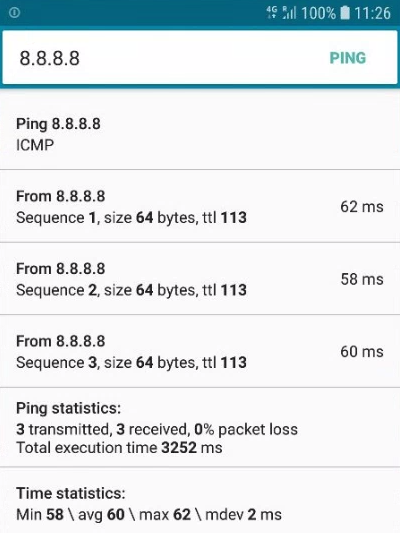 4G R 100% 11:26
8.8.8.8 PING
Ping 8.8.8.8
ICMP
From 8.8.8.8
Sequence 1, size 64 bytes, ttl 113 62 ms
From 8.8.8.8
Sequence 2, size 64 bytes, ttl 113 58 ms
From 8.8.8.8
Sequence 3, size 64 bytes, ttl 113 60 ms
Ping statistics:
3 transmitted, 3 received, 0% packet loss
Total execution time 3252 ms
Time statistics:
Min 58 \ avg 60 \ max 62 \ mdev 2 ms